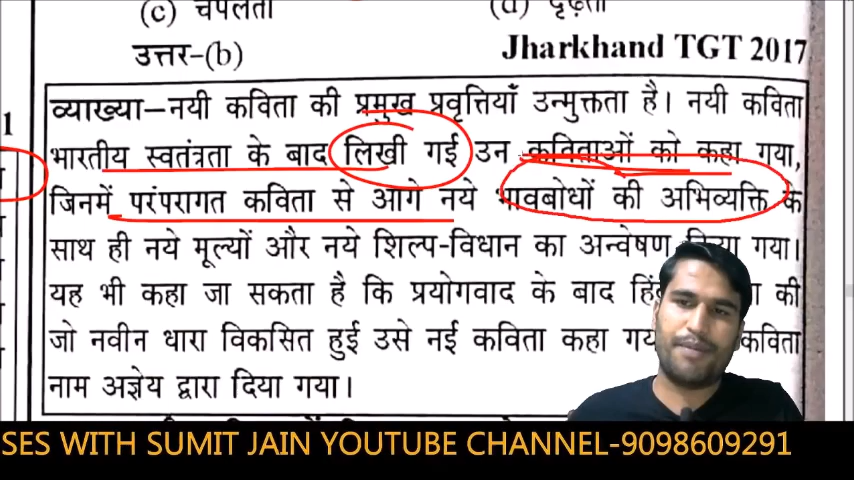 (c) चपलता (d) दृढ़ता
उत्तर-(b) Jharkhand TGT 2017
व्याख्या–नयी कविता की प्रमुख प्रवृत्तियाँ उन्मुक्तता है। नयी कविता
1
भारतीय स्वतंत्रता के बाद लिखी गई उन कविताओं को कहा गया,
जिनमें परंपरागत कविता से आगे नये भावबोधों की अभिव्यक्ति के
साथ ही नये मूल्यों और नये शिल्प-विधान का अन्वेषण किया गया।
यह भी कहा जा सकता है कि प्रयोगवाद के बाद की
जो नवीन धारा विकसित हुई उसे नई कविता कहा कविता
नाम अज्ञेय द्वारा दिया गया।
SES WITH SUMIT JAIN YOUTUBE CHANNEL-9098609291